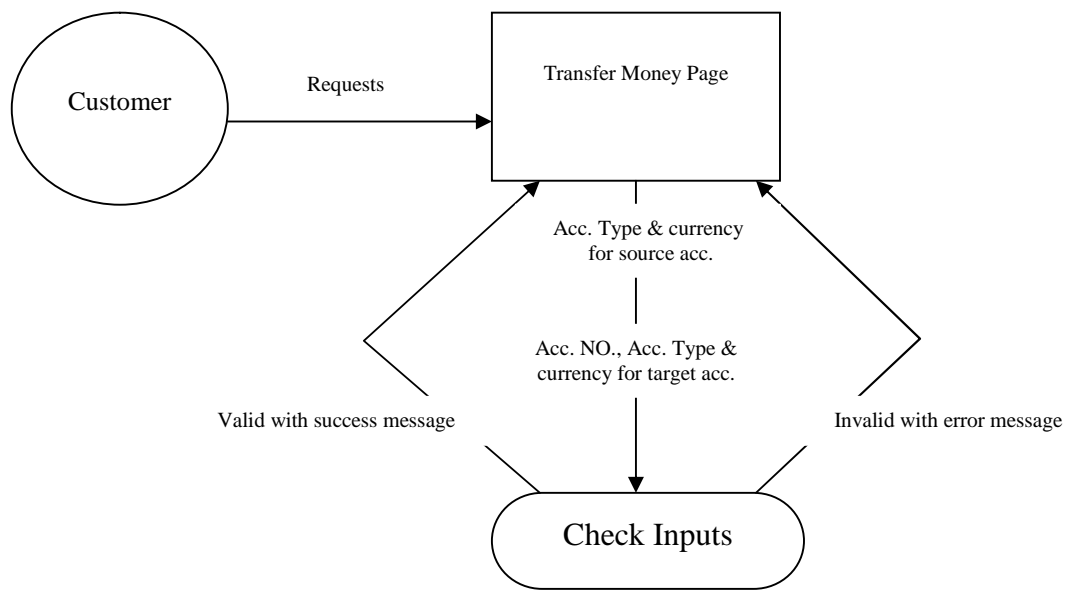 Customer
Requests
Transfer Money Page
Acc. Type & currency
for source acc.
Acc. NO., Acc. Type &
currency for target acc.
Valid with success message
Invalid with error message
Check Inputs